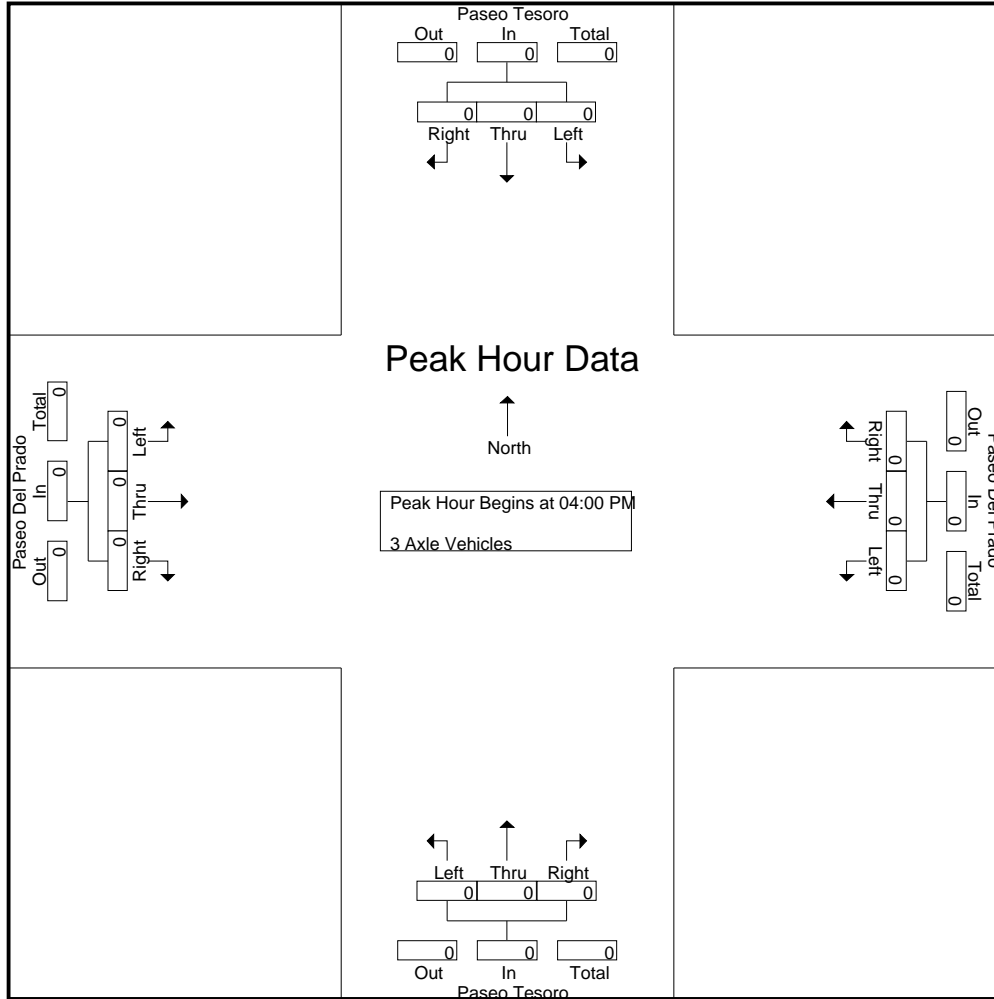 Paseo Tesoro
Out In Total
0 0 0
0 0 0
Right Thru Left
Peak Hour Data
North
Peak Hour Begins at 04:00 PM
3 Axle Vehicles
Paseo Del Prado
Total In Out
0 0 0
0 0 0
Left Thru Right
Paseo Del Prado
Out In Total
0 0 0
0 0 0
Right Thru Left
Left Thru Right
0 0 0
0 0 0
Out In Total
Paseo Tesoro